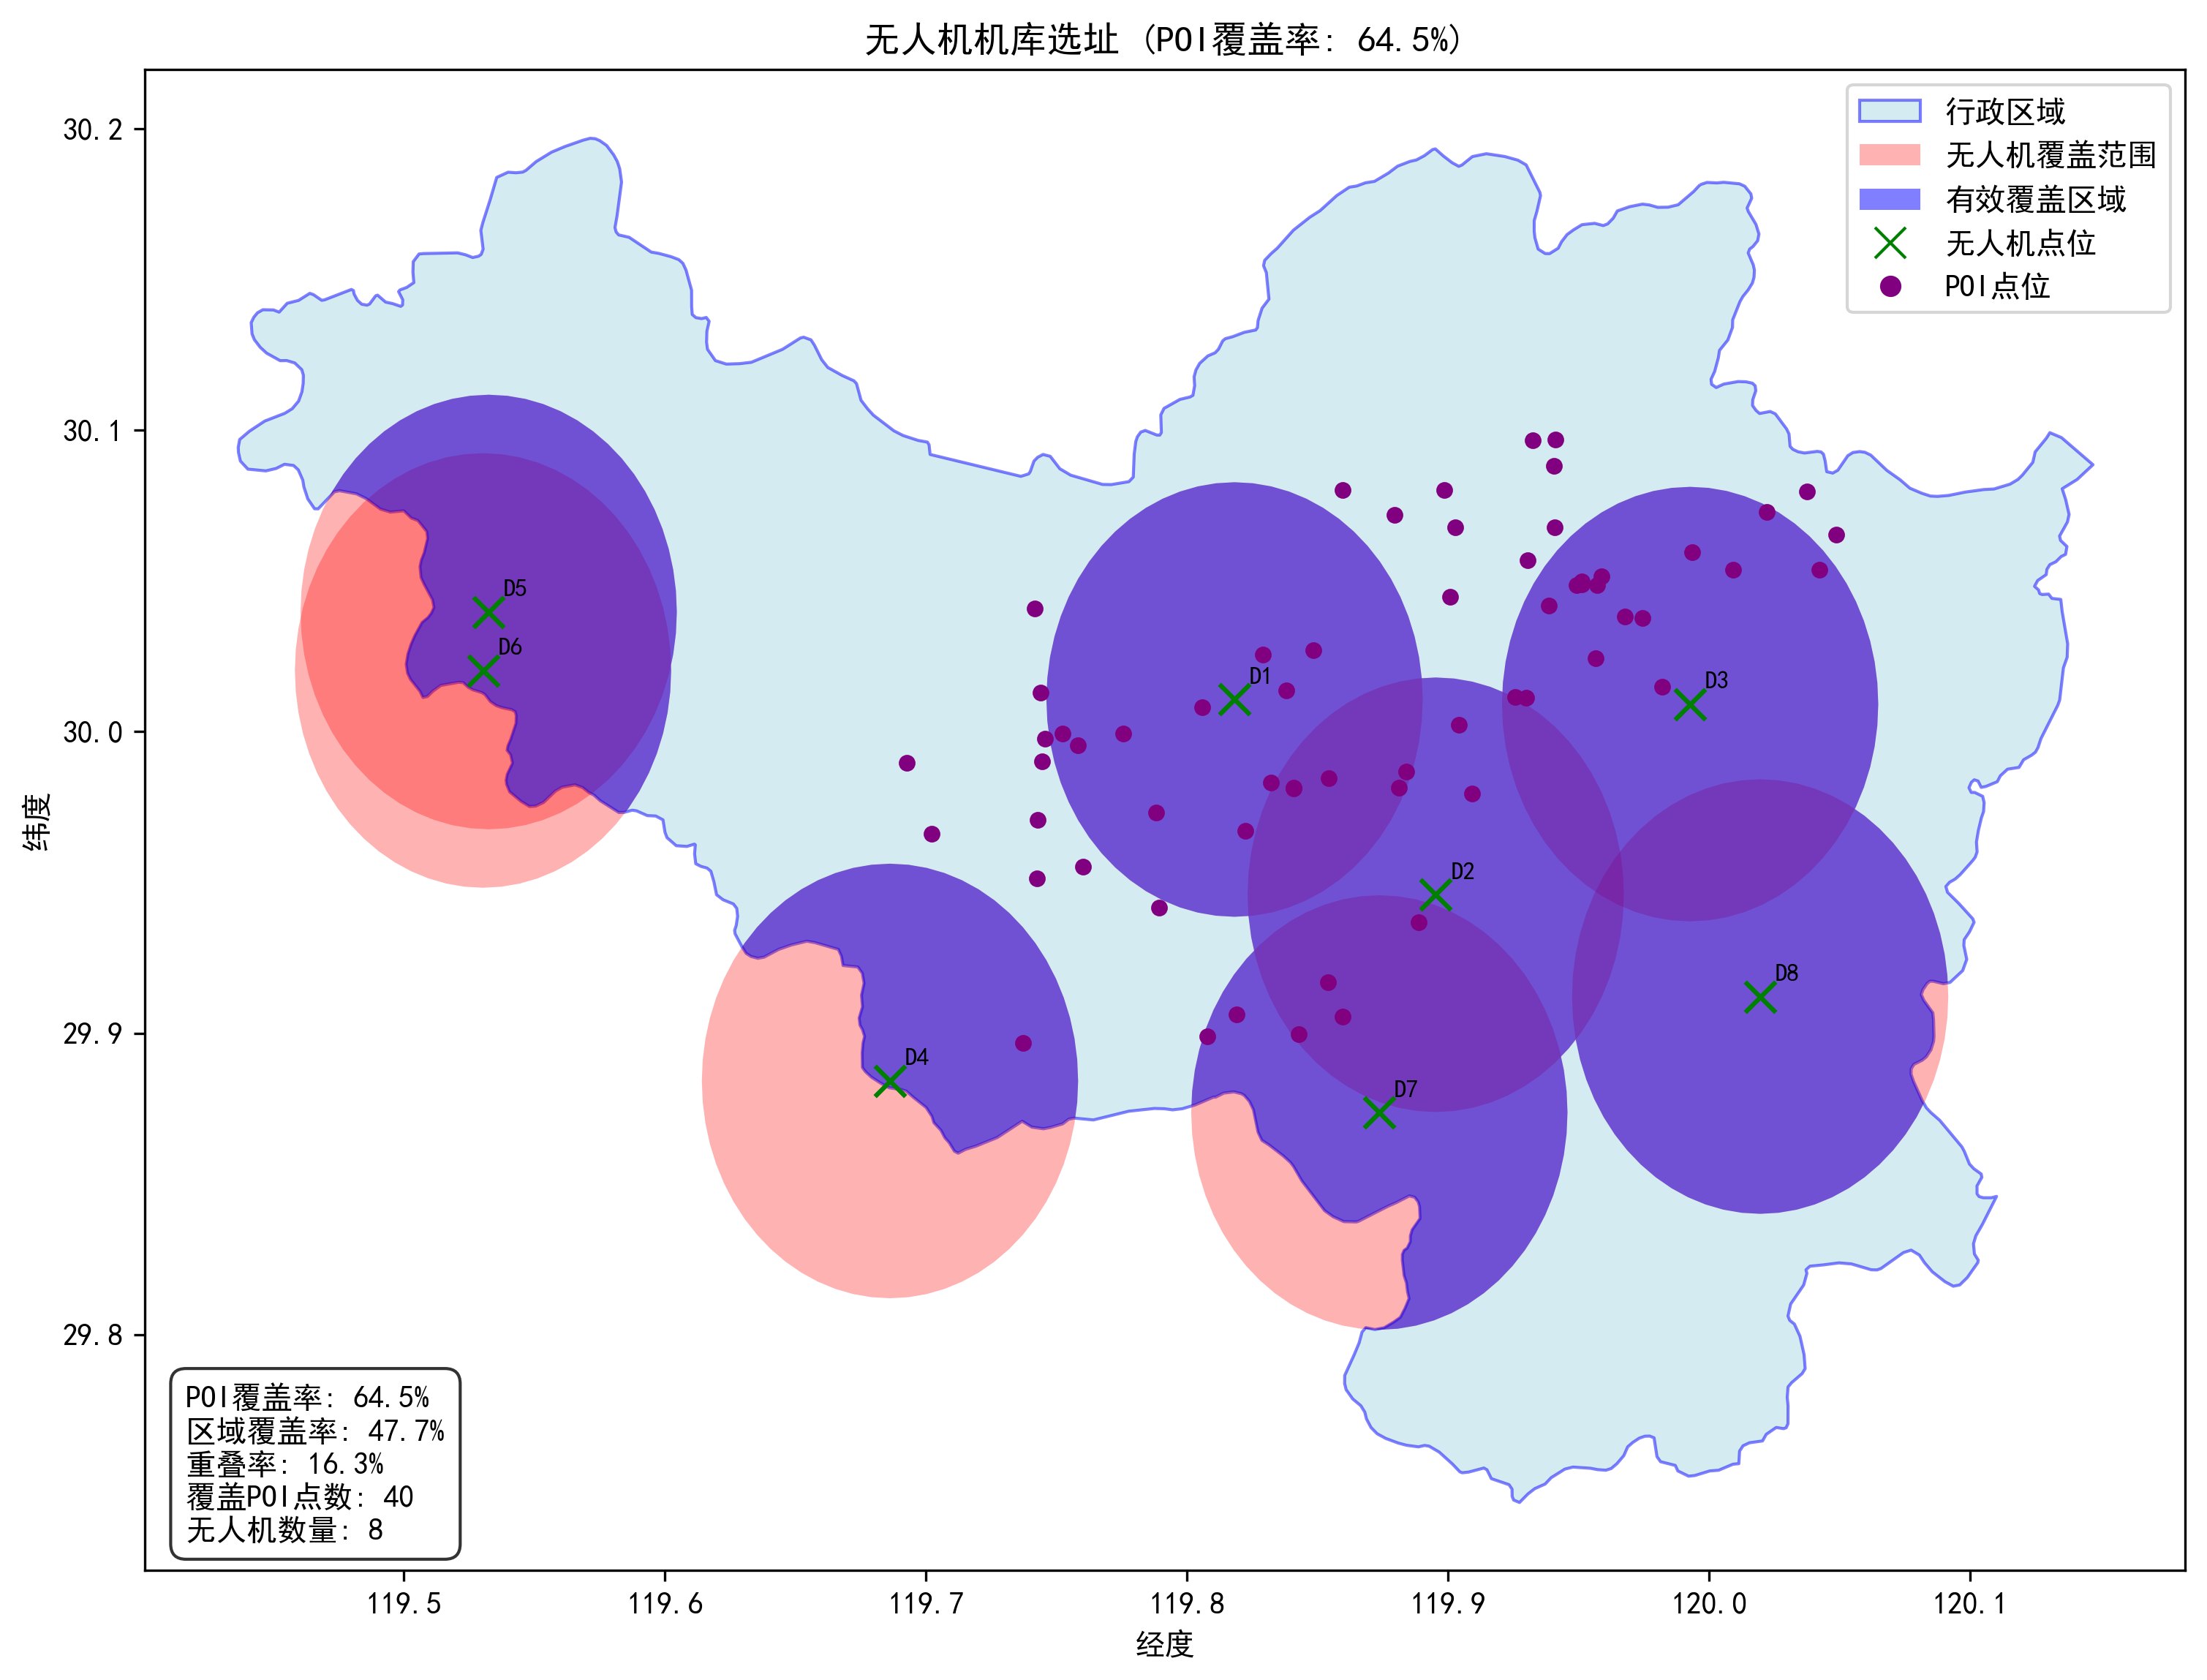 无人机机库选址 (POI覆盖率: 64.5%)
行政区域
无人机覆盖范围
有效覆盖区域
无人机点位
POI点位
30.2
30.1
30.0
29.9
29.8
纬度
D5
D6
D1
D3
D2
D8
D4
D7
POI覆盖率: 64.5%
区域覆盖率: 47.7%
重叠率: 16.3%
覆盖POI点数: 40
无人机数量: 8
119.5 119.6 119.7 119.8 119.9 120.0 120.1
经度